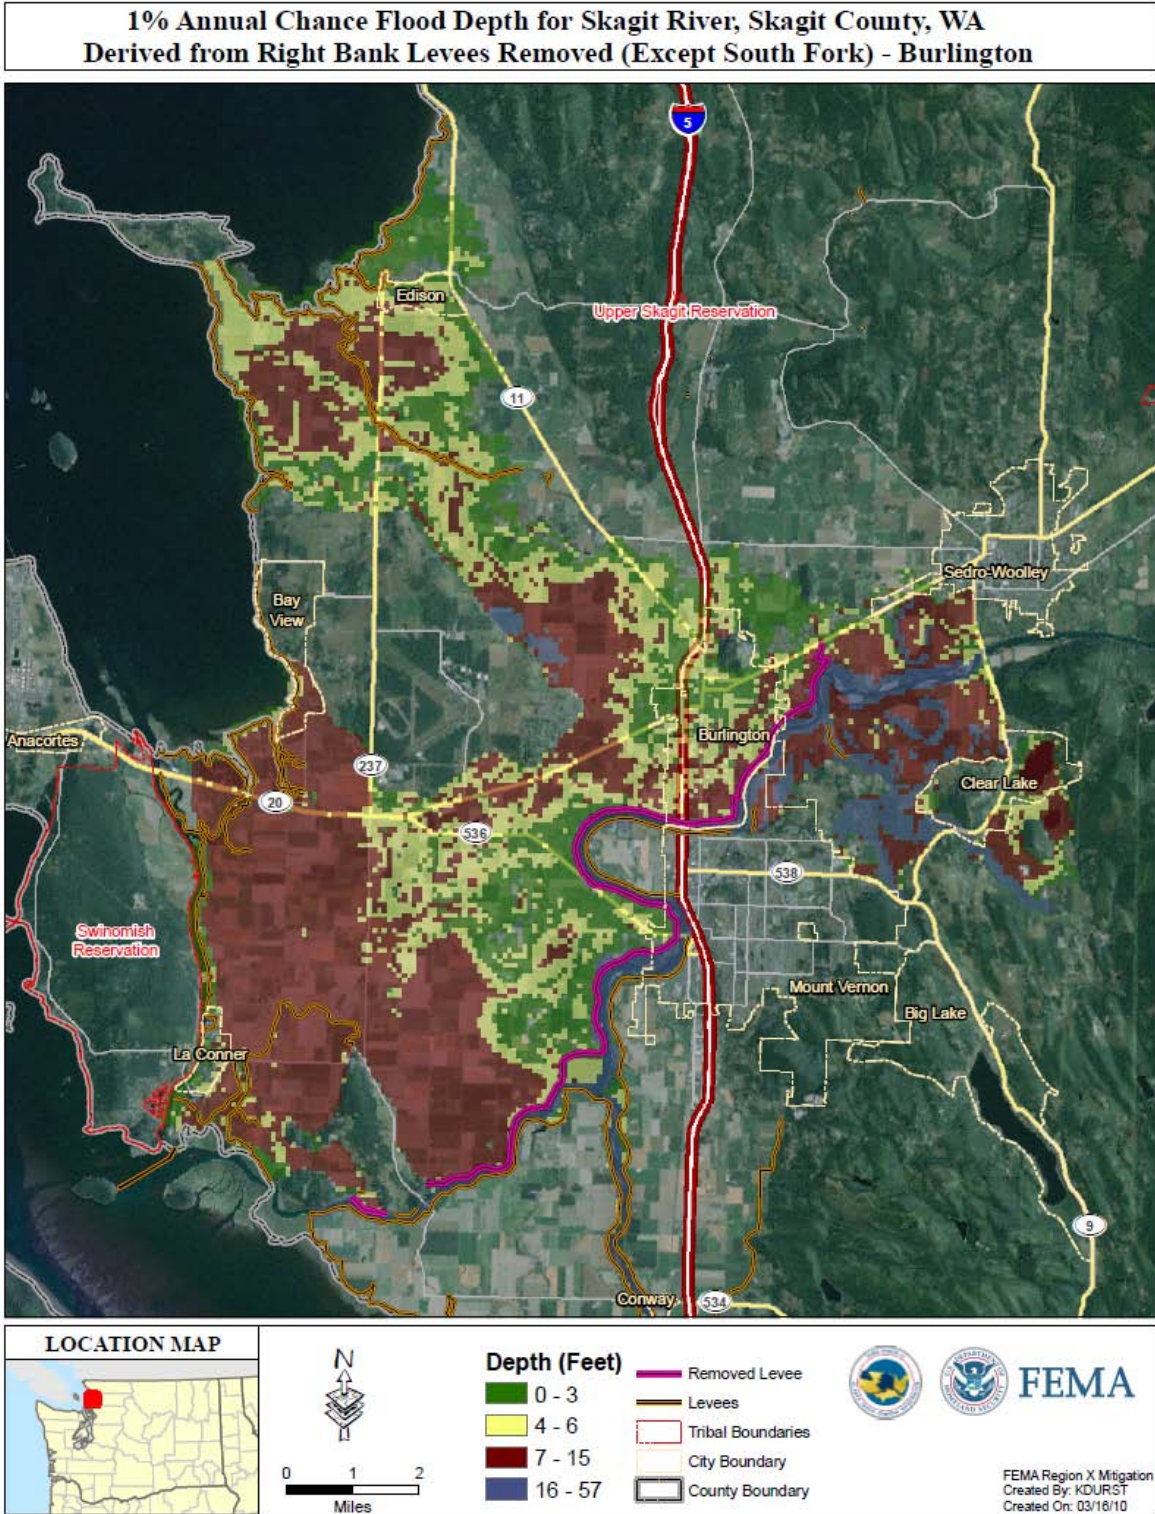 1% Annual Chance Flood Depth for Skagit River, Skagit County, WA
Derived from Right Bank Levees Removed (Except South Fork) - Burlington
5
Edison
Upper Skagit Reservation
11
Sedro-Woolley
Bay
View
Anacortes
Burlington
237
Clear Lake
20
536
538
Swinomish
Reservation
Mount Vernon
Big Lake
La Conner
9
Conway
534
LOCATION MAP
N
0 1 2
Miles
Depth (Feet)
0 - 3
4 - 6
7 - 15
16 - 57
Removed Levee
Levees
Tribal Boundaries
City Boundary
County Boundary
FEMA
FEMA Region X Mitigation
Created By: KDURST
Created On: 03/16/10